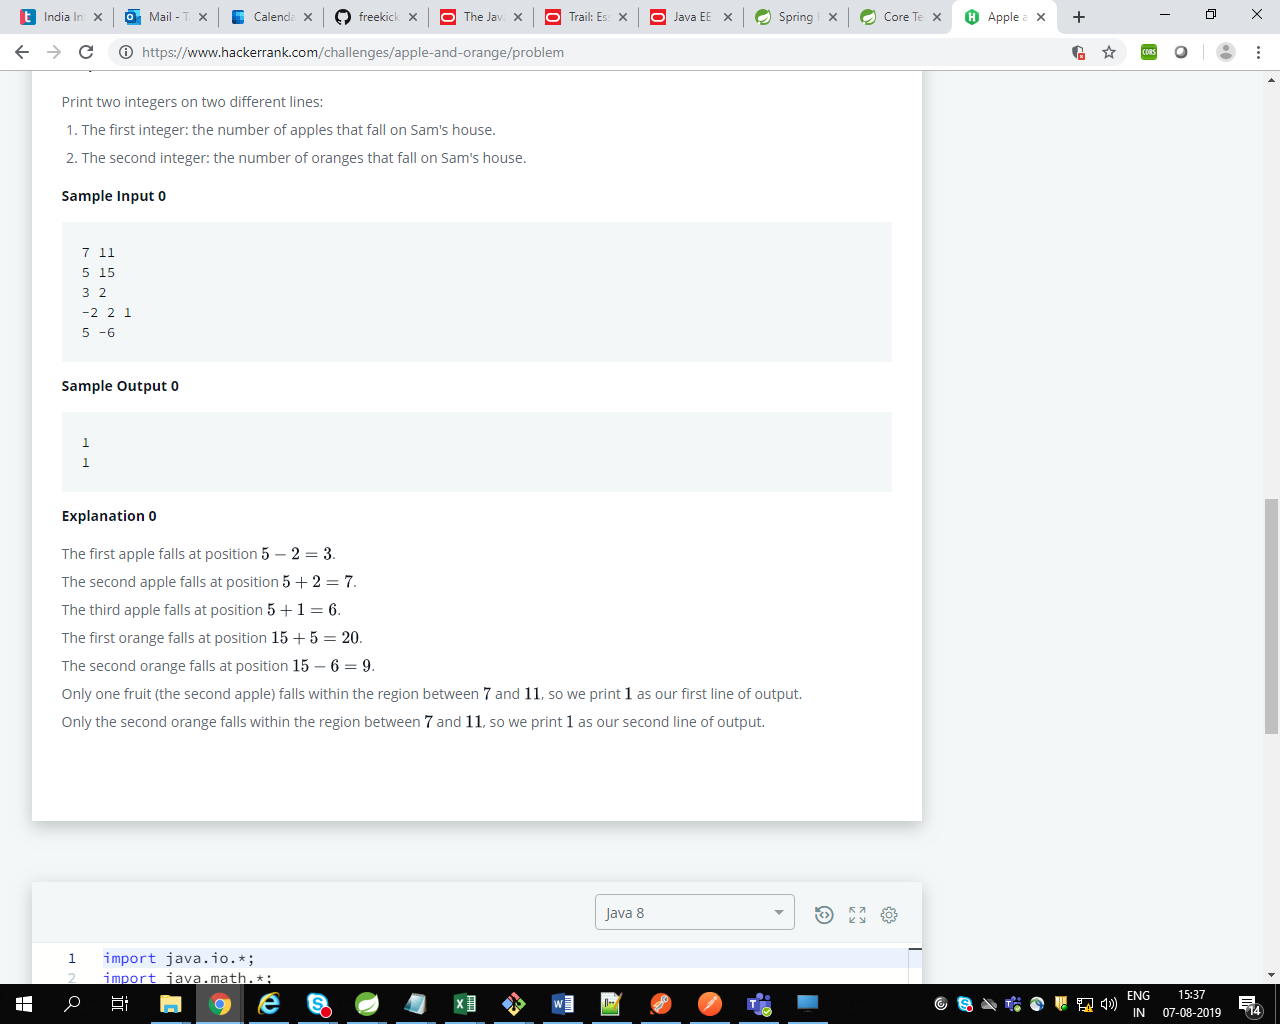 India In
Mail - T
Calenda
freekick
The Jav
Trail: Ess
Java EE
Spring
Core Te
Apple a
https://www.hackerrank.com/challenges/apple-and-orange/problem
CORS
Print two integers on two different lines:
1. The first integer: the number of apples that fall on Sam's house.
2. The second integer: the number of oranges that fall on Sam's house.
Sample Input 0
7 11
5 15
3 2
-2 2 1
5 -6
Sample Output 0
1
1
Explanation 0
The first apple falls at position 5 − 2 = 3.
The second apple falls at position 5 + 2 = 7.
The third apple falls at position 5 + 1 = 6.
The first orange falls at position 15 + 5 = 20.
The second orange falls at position 15 − 6 = 9.
Only one fruit (the second apple) falls within the region between 7 and 11, so we print 1 as our first line of output.
Only the second orange falls within the region between 7 and 11, so we print 1 as our second line of output.
Java 8
1 import java.io.*;
2 import java.math.*;
ENG
IN
15:37
07-08-2019
14